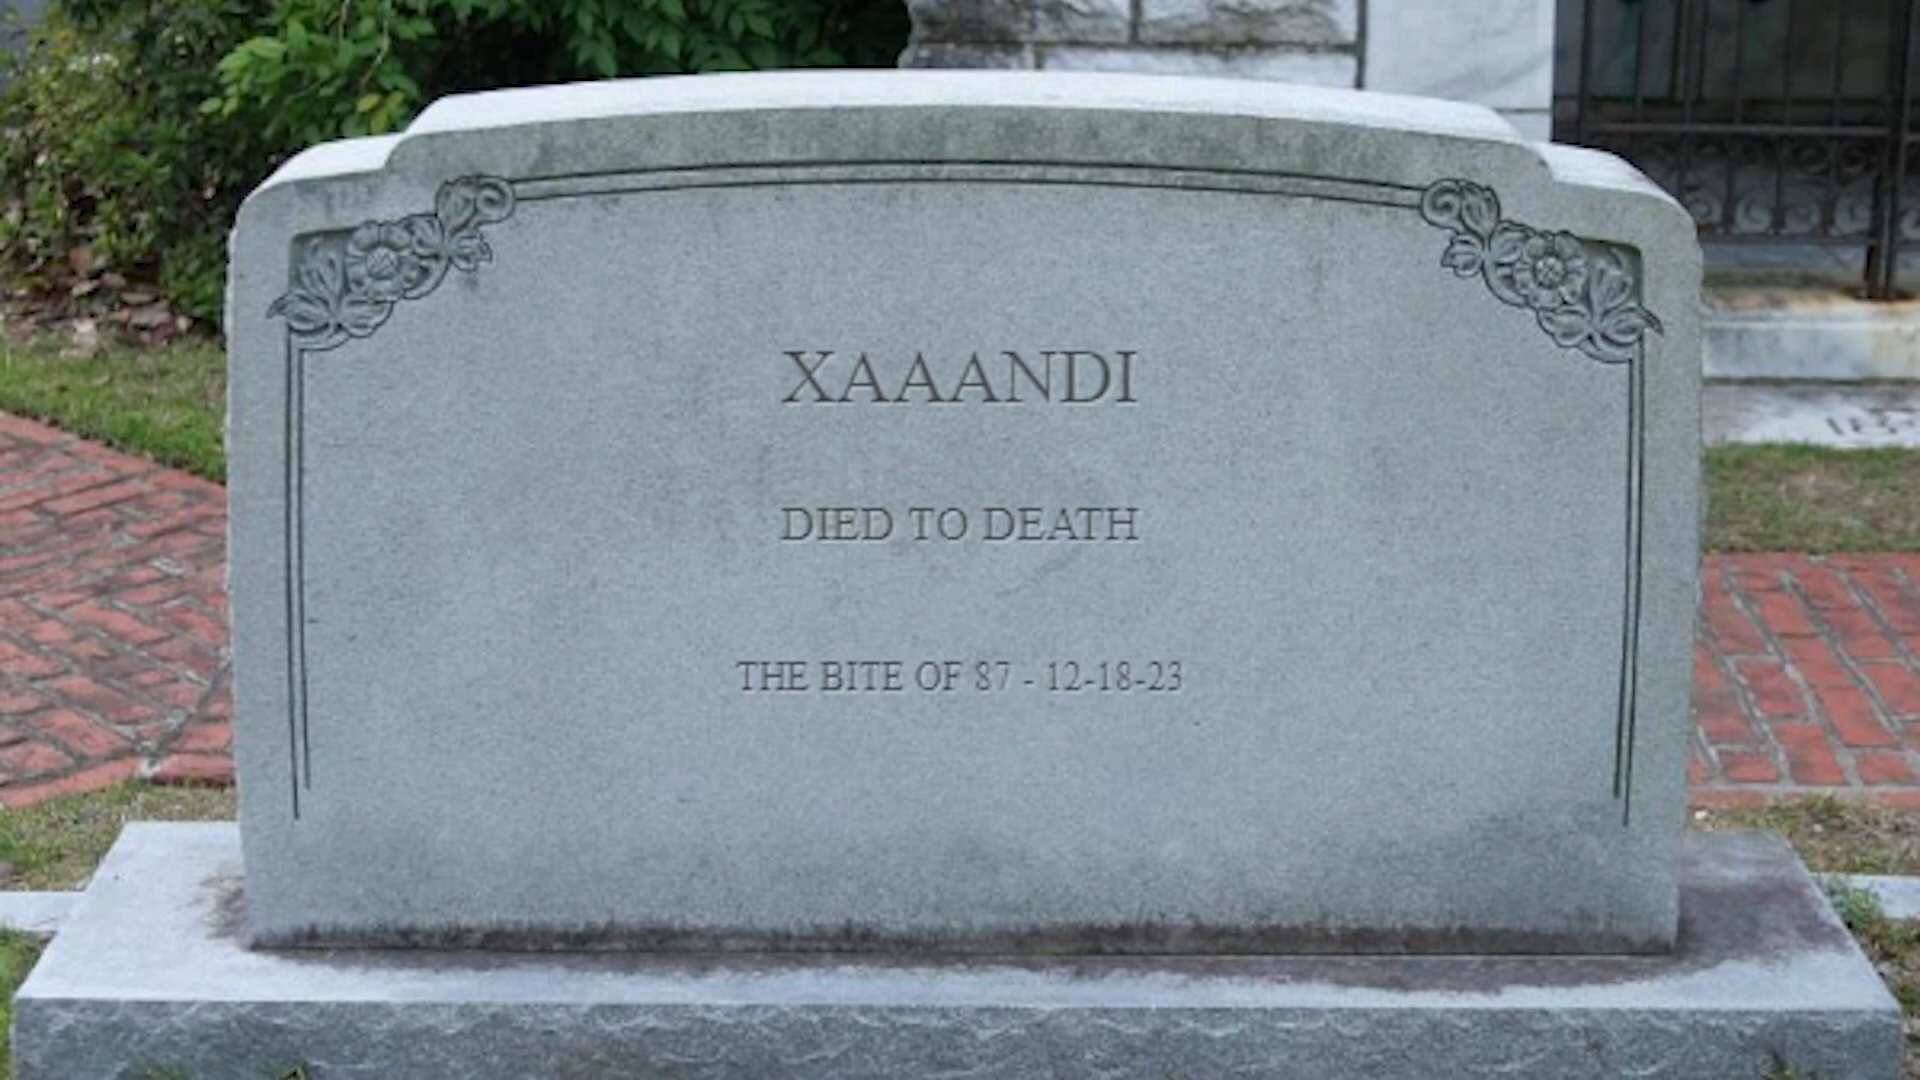 XAAANDI
DIED TO DEATH
THE BITE OF 87 - 12-18-23